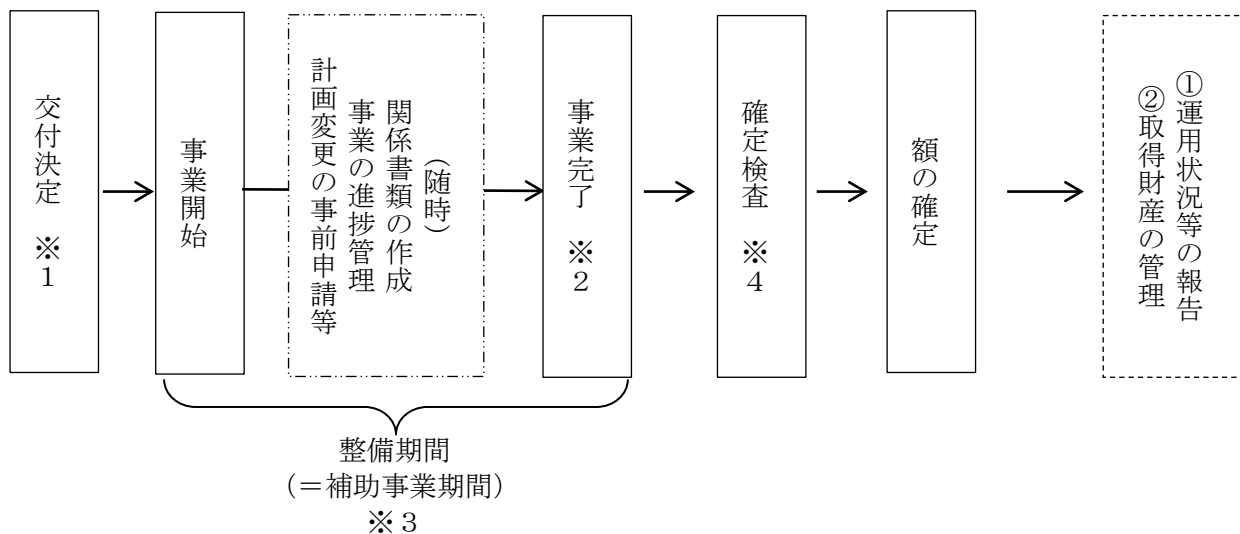 交付決定　※１
事業開始
（随時）
関係書類の作成
事業の進捗管理
計画変更の事前申請等
事業完了　※２
確定検査　※４
額の確定
①運用状況等の報告
②取得財産の管理
整備期間
（＝補助事業期間）
※３